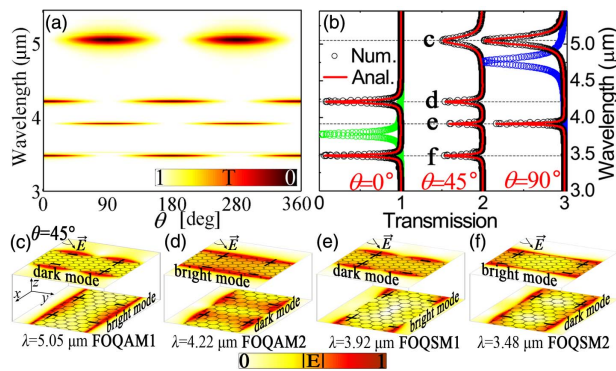 (a)
(b)
5
4
3
Wavelength (μm)
1 T 0
0 90 180 270 360
θ [deg]
c
Num.
Anal.
d
e
f
θ=0° θ=45° θ=90°
0 1 2 3
Transmission
5.0
4.5
4.0
3.5
3.0
Wavelength (μm)
(c) θ=45° E
dark mode
bright mode
x y z
λ=5.05 μm FOQAM1
(d) E
bright mode
dark mode
λ=4.22 μm FOQAM2
(e) E
dark mode
bright mode
λ=3.92 μm FOQSM1
(f) E
bright mode
dark mode
λ=3.48 μm FOQSM2
0 |E| 1